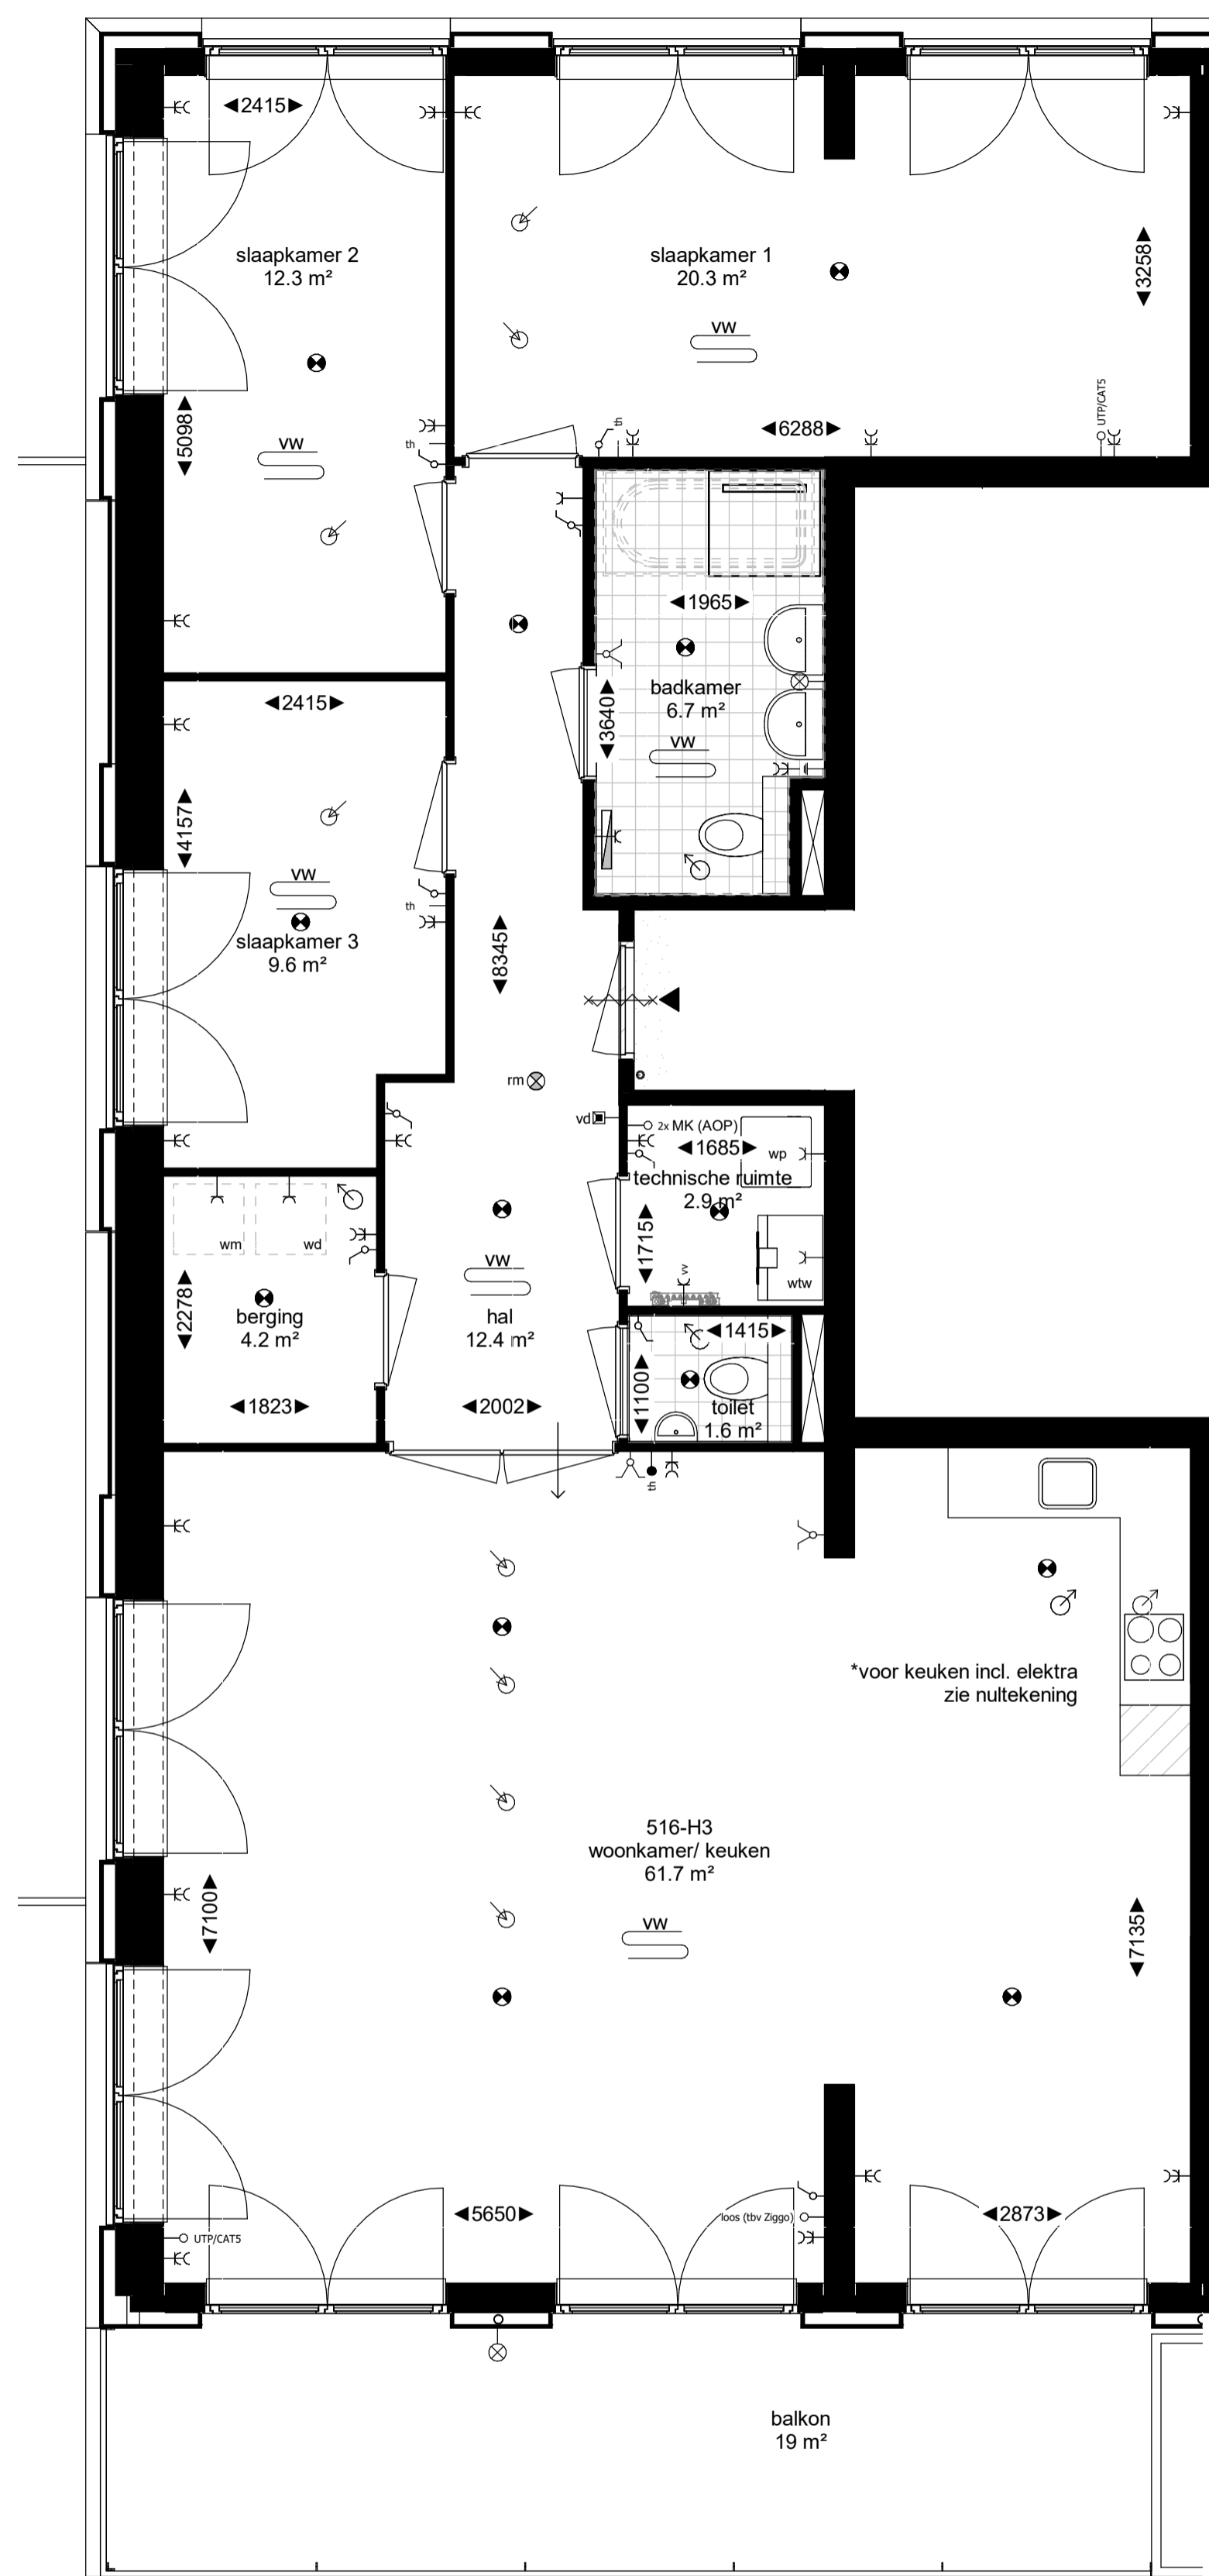 2415
slaapkamer 2
12.3 m²
5098
VW
th
slaapkamer 1
20.3 m²
3258
VW
6288
th
UTP/CAT5
1965
badkamer
6.7 m²
3640
VW
2415
4157
VW
slaapkamer 3
9.6 m²
th
8345
rm
vd
2x MK (AOP)
1685
wp
technische ruimte
2.9 m²
1715
vv
wtw
wm
wd
2278
berging
4.2 m²
1823
VW
hal
12.4 m²
2002
1415
1100
toilet
1.6 m²
th
*voor keuken incl. elektra
zie nultekening
516-H3
woonkamer/ keuken
61.7 m²
7100
VW
7135
5650
loos (tbv Ziggo)
2873
UTP/CAT5
balkon
19 m²